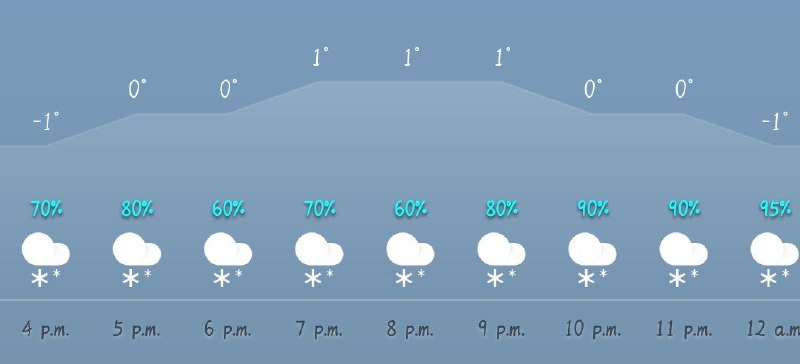 1° 1° 1°
0° 0° 0° 0°
-1° -1°
70% 80% 60% 70% 60% 80% 90% 90% 95%
4 p.m. 5 p.m. 6 p.m. 7 p.m. 8 p.m. 9 p.m. 10 p.m. 11 p.m. 12 a.m